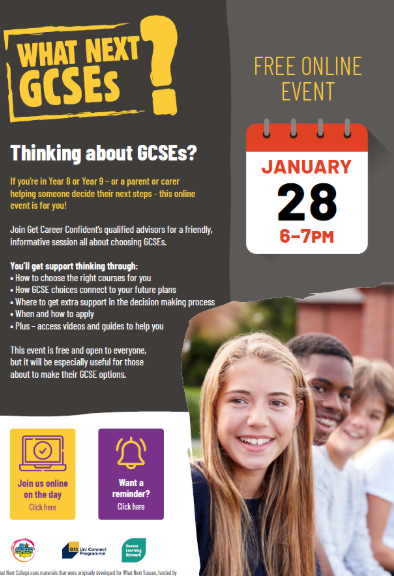 WHAT NEXT
GCSEs
?
FREE ONLINE
EVENT
JANUARY
28
6–7PM
Thinking about GCSEs?
If you're in Year 8 or Year 9 – or a parent or carer
helping someone decide their next steps – this online
event is for you!
Join Get Career Confident's qualified advisors for a friendly,
informative session all about choosing GCSEs.
You'll get support thinking through:
• How to choose the right courses for you
• How GCSE choices connect to your future plans
• Where to get extra support in the decision making process
• When and how to apply
• Plus – access videos and guides to help you
This event is free and open to everyone,
but it will be especially useful for those
about to make their GCSE options.
Join us online
on the day
Click here
Want a
reminder?
Click here
Uni Connect
Programme
Learning
Network
at Next College uses materials that were originally developed for What Next Sussex, funded by